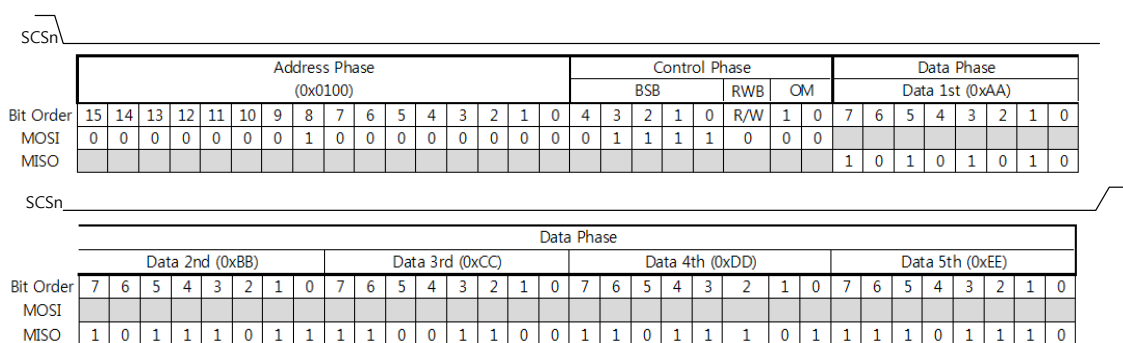 SCSn
Address Phase Control Phase Data Phase
(0x0100) BSB RWB OM Data 1st (0xAA)
Bit Order 15 14 13 12 11 10 9 8 7 6 5 4 3 2 1 0 4 3 2 1 0 R/W 1 0 7 6 5 4 3 2 1 0
MOSI 0 0 0 0 0 0 0 1 0 0 0 0 0 0 0 0 0 1 1 1 1 0 0 0
MISO 1 0 1 0 1 0 1 0
SCSn
Data Phase
Data 2nd (0xBB) Data 3rd (0xCC) Data 4th (0xDD) Data 5th (0xEE)
Bit Order 7 6 5 4 3 2 1 0 7 6 5 4 3 2 1 0 7 6 5 4 3 2 1 0 7 6 5 4 3 2 1 0
MOSI
MISO 1 0 1 1 1 0 1 1 1 1 0 0 1 1 0 0 1 1 0 1 1 1 0 1 1 1 1 0 1 1 1 0